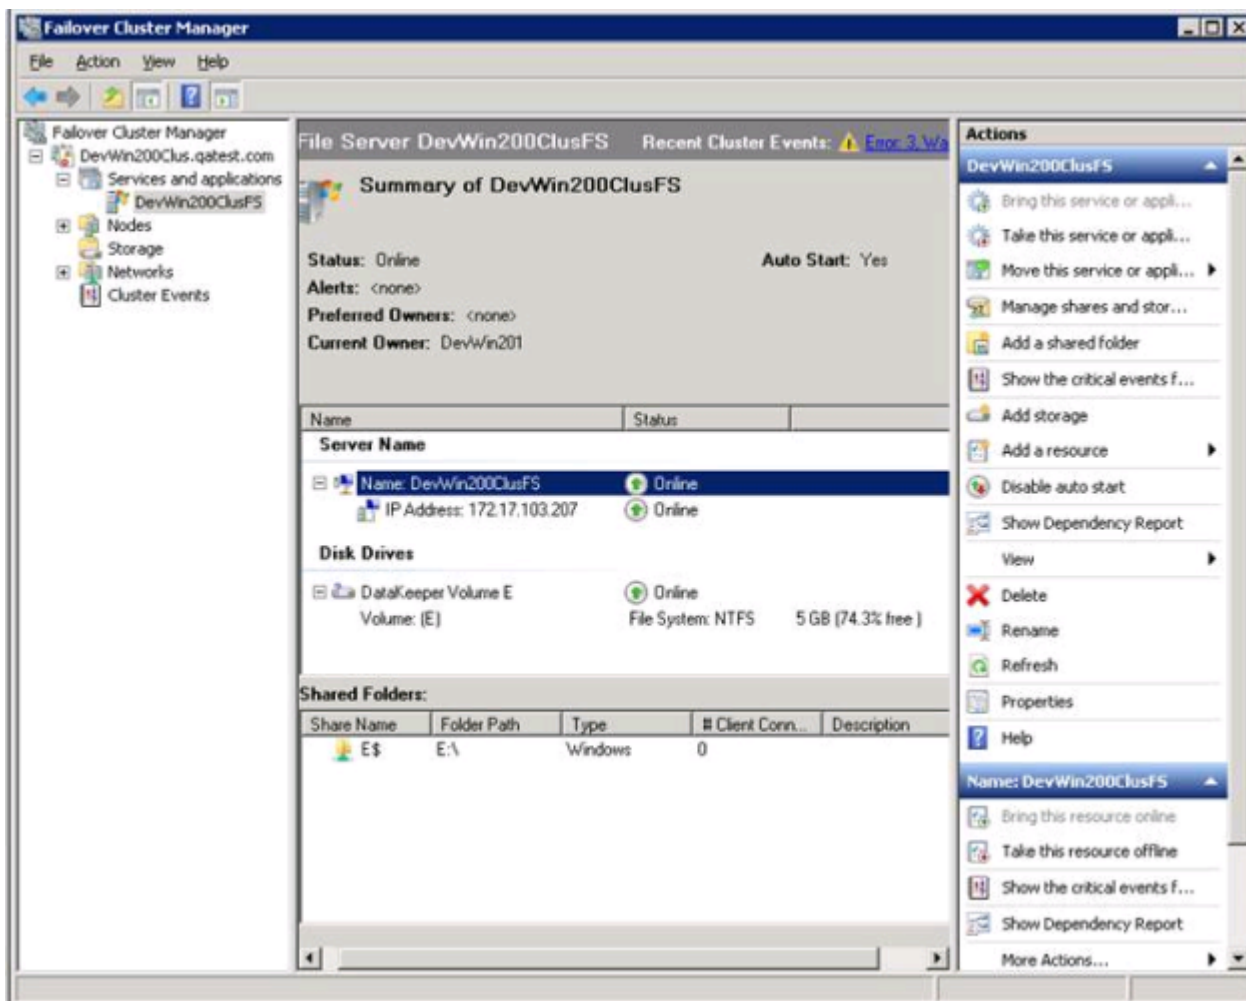 Failover Cluster Manager
File Action View Help
Failover Cluster Manager
DevWin200Clus.qatest.com
Services and applications
DevWin200ClusFS
Nodes
Storage
Networks
Cluster Events
File Server DevWin200ClusFS Recent Cluster Events: Error: 3, Wa
Summary of DevWin200ClusFS
Status: Online Auto Start: Yes
Alerts: <none>
Preferred Owners: <none>
Current Owner: DevWin201
Name Status
Server Name
Name: DevWin200ClusFS Online
IP Address: 172.17.103.207 Online
Disk Drives
DataKeeper Volume E Online
Volume: (E) File System: NTFS 5 GB (74.3% free )
Shared Folders:
Share Name Folder Path Type # Client Conn... Description
E$ E:\ Windows 0
Actions
DevWin200ClusFS
Bring this service or appli...
Take this service or appli...
Move this service or appli...
Manage shares and stor...
Add a shared folder
Show the critical events f...
Add storage
Add a resource
Disable auto start
Show Dependency Report
View
Delete
Rename
Refresh
Properties
Help
Name: DevWin200ClusFS
Bring this resource online
Take this resource offline
Show the critical events f...
Show Dependency Report
More Actions...